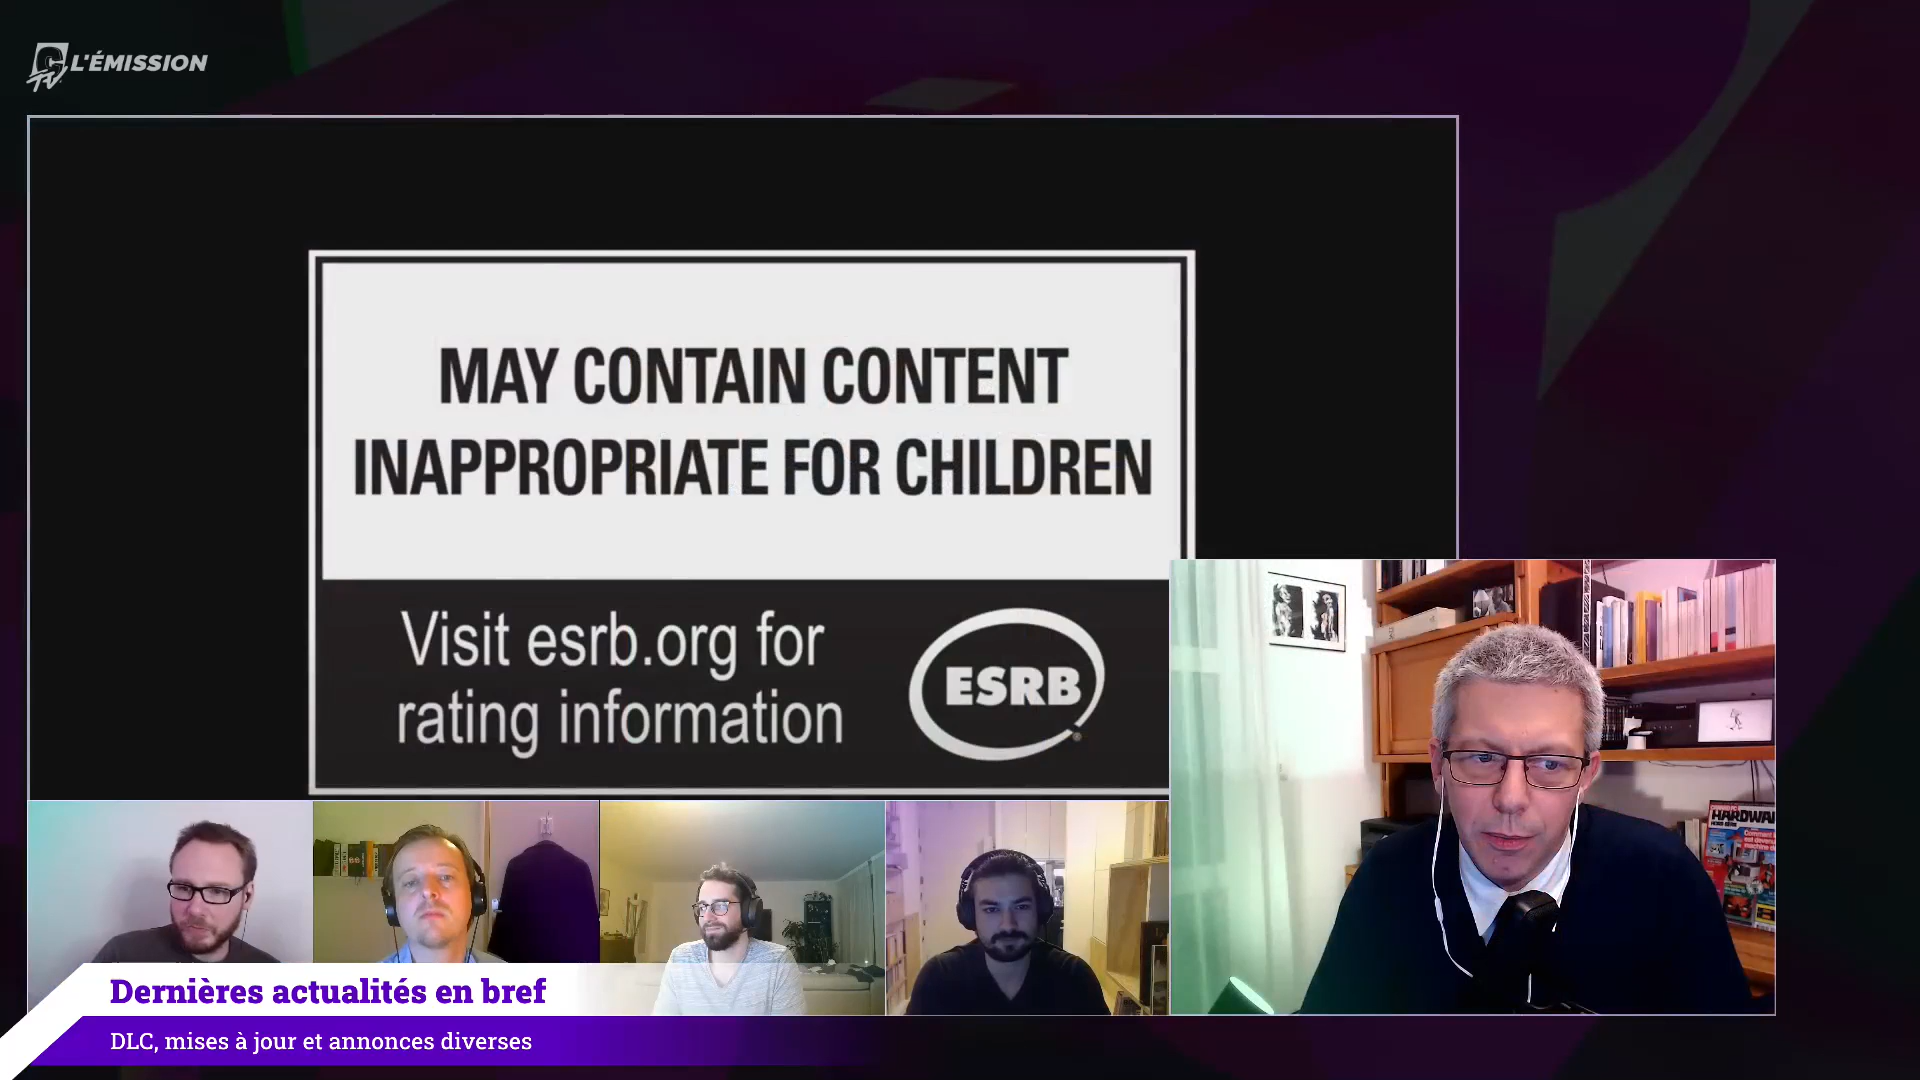 L'ÉMISSION
MAY CONTAIN CONTENT
INAPPROPRIATE FOR CHILDREN
Visit esrb.org for
rating information
ESRB
HARDWAR
Dernières actualités en bref
DLC, mises à jour et annonces diverses